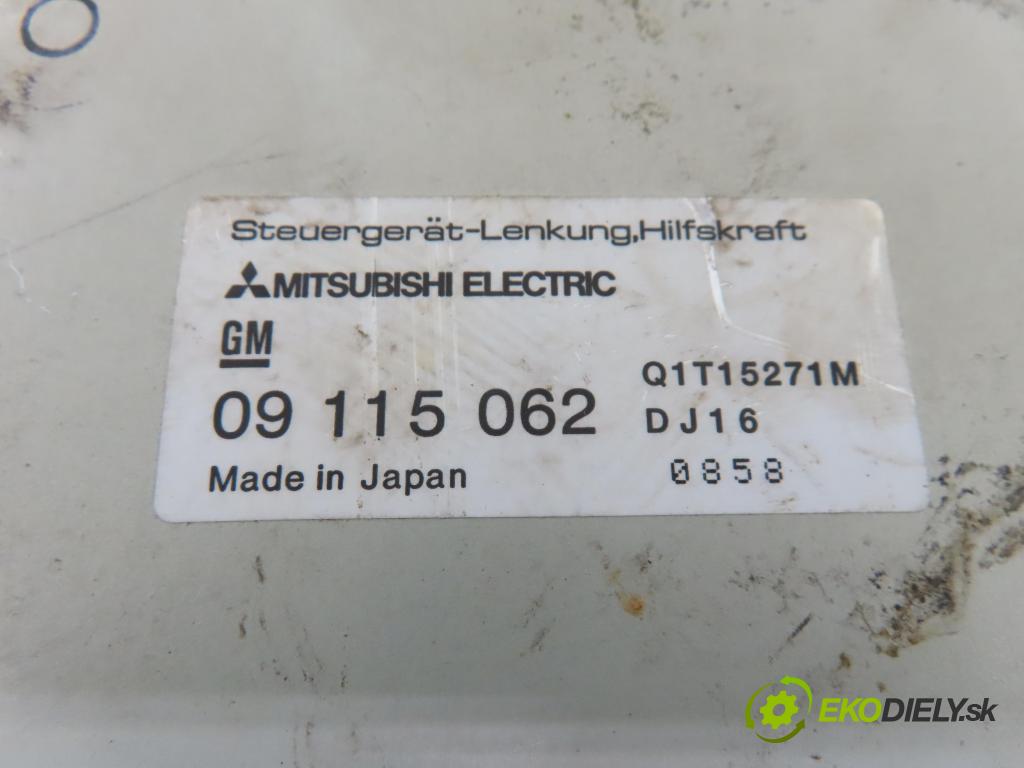 Steuergerät-Lenkung,Hilfskraft
MITSUBISHI ELECTRIC
GM
09 115 062
Q1T15271M
DJ16
Made in Japan
0858
EKODIELY.sk